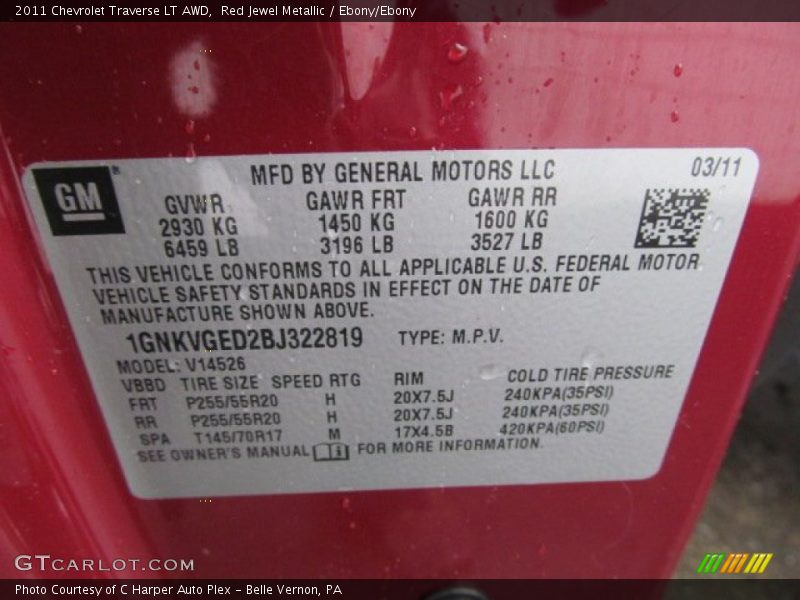 2011 Chevrolet Traverse LT AWD, Red Jewel Metallic / Ebony/Ebony
GM
MFD BY GENERAL MOTORS LLC 03/11
GVWR GAWR FRT GAWR RR
2930 KG 1450 KG 1600 KG
6459 LB 3196 LB 3527 LB
THIS VEHICLE CONFORMS TO ALL APPLICABLE U.S. FEDERAL MOTOR
VEHICLE SAFETY STANDARDS IN EFFECT ON THE DATE OF
MANUFACTURE SHOWN ABOVE.
1GNKVGED2BJ322819 TYPE: M.P.V.
MODEL: V14526
VBBD TIRE SIZE SPEED RTG RIM COLD TIRE PRESSURE
FRT P255/55R20 H 20X7.5J 240KPA(35PSI)
RR P255/55R20 H 20X7.5J 240KPA(35PSI)
SPA T145/70R17 M 17X4.5B 420KPA(60PSI)
SEE OWNER'S MANUAL FOR MORE INFORMATION.
GTCARLOT.COM
Photo Courtesy of C Harper Auto Plex - Belle Vernon, PA